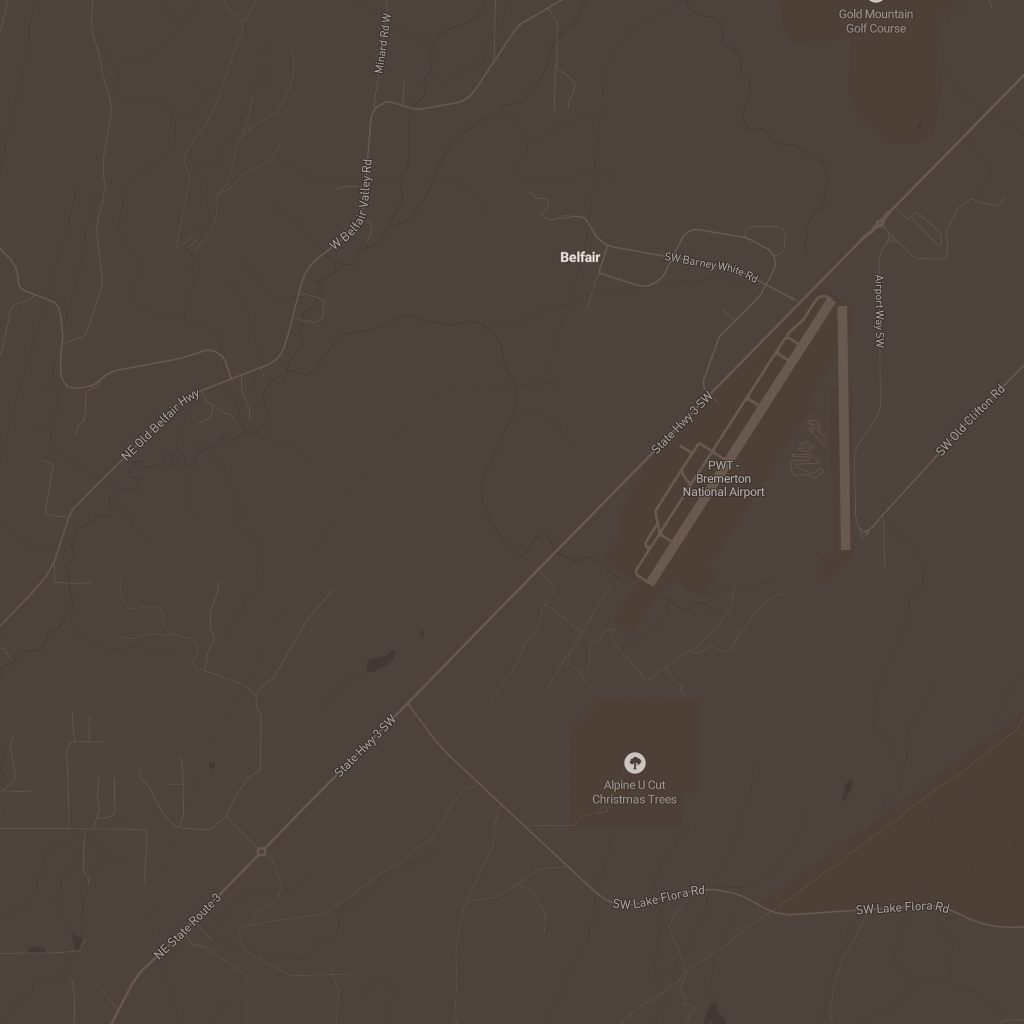 Gold Mountain
Golf Course
Minard Rd W
W Belfair Valley Rd
Belfair
SW Barney White Rd
Airport Way SW
NE Old Belfair Hwy
State Hwy 3 SW
SW Old Clifton Rd
PWT -
Bremerton
National Airport
State Hwy 3 SW
Alpine U Cut
Christmas Trees
SW Lake Flora Rd
SW Lake Flora Rd
NE State Route 3